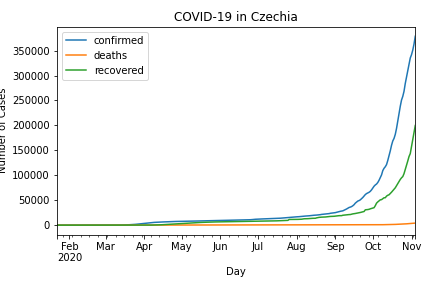 COVID-19 in Czechia
confirmed
deaths
recovered
350000
300000
250000
200000
150000
100000
50000
0
Number of Cases
Feb Mar Apr May Jun Jul Aug Sep Oct Nov
2020
Day